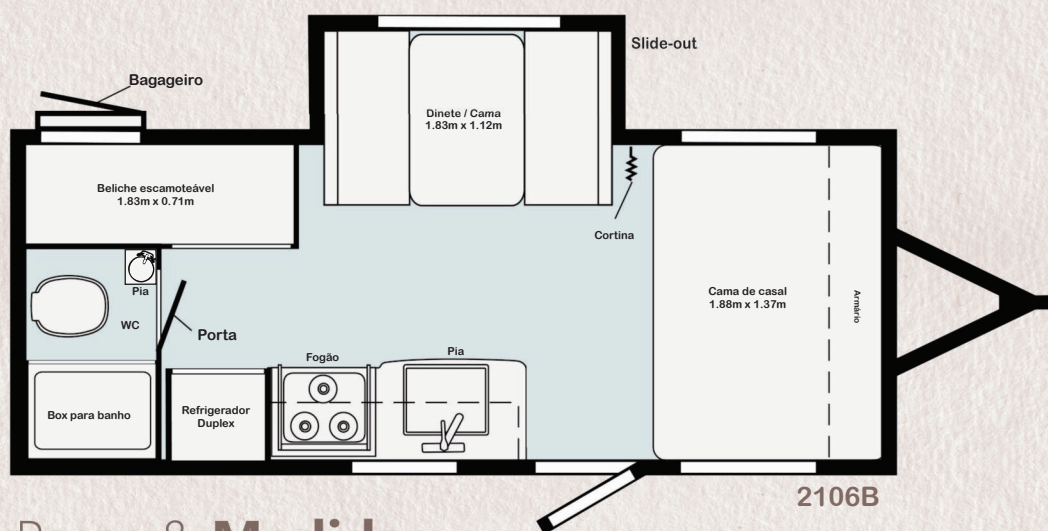 Slide-out
Bagageiro
Dinete / Cama
1.83m x 1.12m
Beliche escamoteável
1.83m x 0.71m
Cortina
Pia
WC
Porta
Cama de casal
1.88m x 1.37m
Armário
Fogão
Pia
Box para banho
Refrigerador
Duplex
2106B